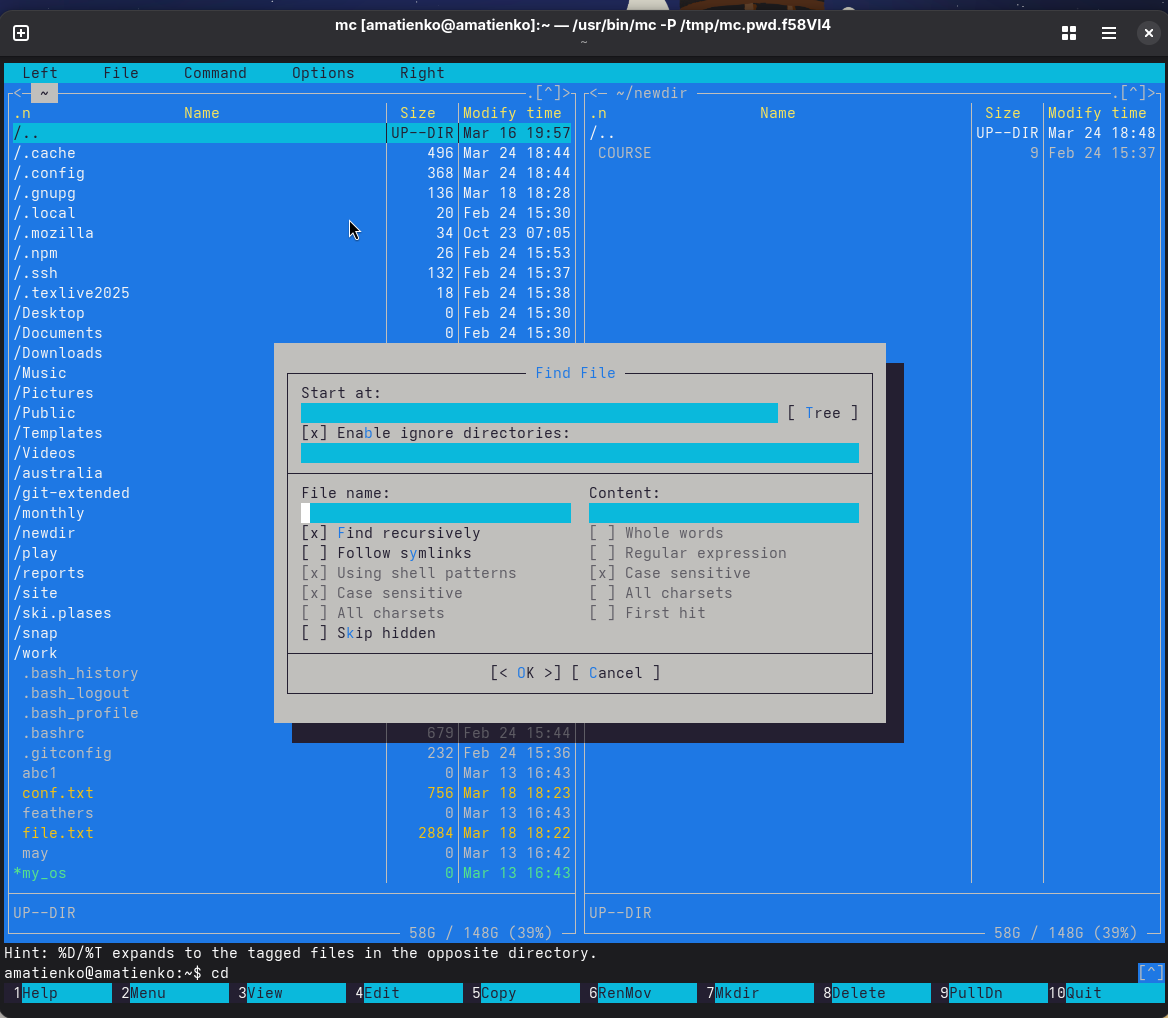 mc [amatienko@amatienko]:~ — /usr/bin/mc -P /tmp/mc.pwd.f58VI4
~
Left File Command Options Right
<─ ~ .[^]> <─ ~/newdir .[^]>
.n Name Size Modify time .n Name Size Modify time
/.. UP--DIR Mar 16 19:57 /.. UP--DIR Mar 24 18:48
/.cache 496 Mar 24 18:44 COURSE 9 Feb 24 15:37
/.config 368 Mar 24 18:44
/.gnupg 136 Mar 18 18:28
/.local 20 Feb 24 15:30
/.mozilla 34 Oct 23 07:05
/.npm 26 Feb 24 15:53
/.ssh 132 Feb 24 15:37
/.texlive2025 18 Feb 24 15:38
/Desktop 0 Feb 24 15:30
/Documents 0 Feb 24 15:30
/Downloads
/Music
/Pictures
/Public
/Templates
/Videos
/australia
/git-extended
/monthly
/newdir
/play
/reports
/site
/ski.plases
/snap
/work
.bash_history
.bash_logout
.bash_profile
.bashrc 679 Feb 24 15:44
.gitconfig 232 Feb 24 15:36
abc1 0 Mar 13 16:43
conf.txt 756 Mar 18 18:23
feathers 0 Mar 13 16:43
file.txt 2884 Mar 18 18:22
may 0 Mar 13 16:42
*my_os 0 Mar 13 16:43
Find File
Start at:
[ Tree ]
[x] Enable ignore directories:
File name: Content:
[x] Find recursively [ ] Whole words
[ ] Follow symlinks [ ] Regular expression
[x] Using shell patterns [x] Case sensitive
[x] Case sensitive [ ] All charsets
[ ] All charsets [ ] First hit
[ ] Skip hidden
[< OK >] [ Cancel ]
UP--DIR UP--DIR
58G / 148G (39%) 58G / 148G (39%)
Hint: %D/%T expands to the tagged files in the opposite directory.
amatienko@amatienko:~$ cd [^]
1Help 2Menu 3View 4Edit 5Copy 6RenMov 7Mkdir 8Delete 9PullDn 10Quit